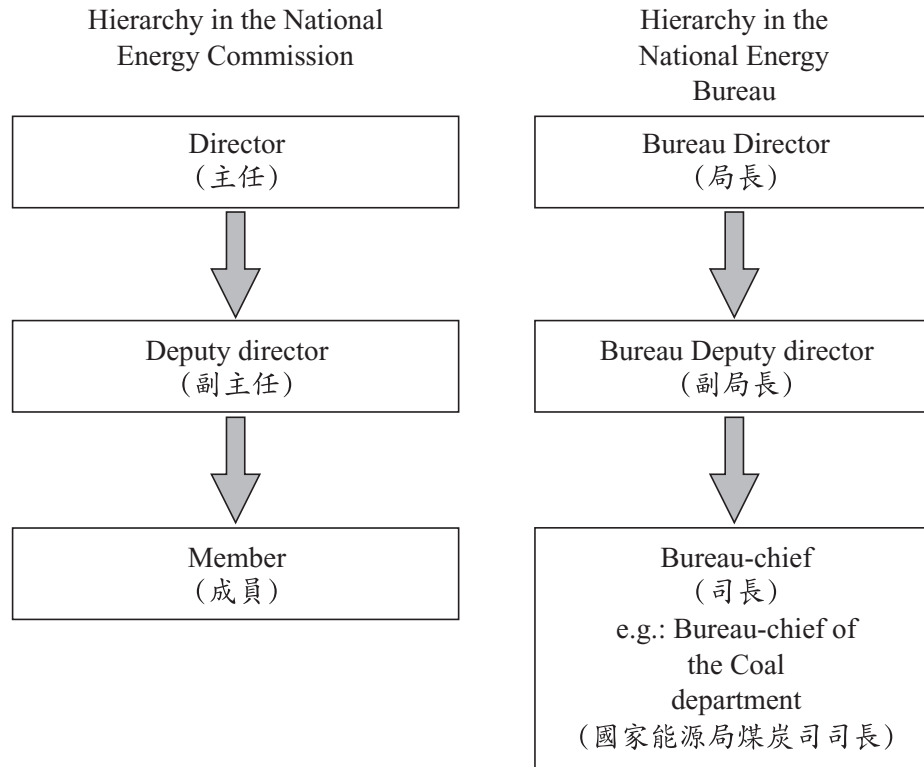 Hierarchy in the National
Energy Commission
Director
(主任)
Deputy director
(副主任)
Member
(成員)
Hierarchy in the
National Energy
Bureau
Bureau Director
(局長)
Bureau Deputy director
(副局長)
Bureau-chief
(司長)
e.g.: Bureau-chief of
the Coal
department
(國家能源局煤炭司司長)